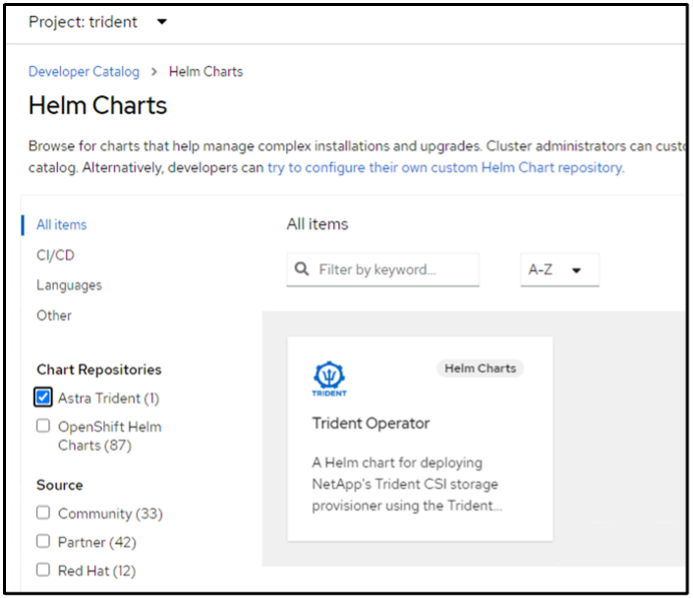 Project: trident
Developer Catalog > Helm Charts
Helm Charts
Browse for charts that help manage complex installations and upgrades. Cluster administrators can custo
catalog. Alternatively, developers can try to configure their own custom Helm Chart repository.
All items
CI/CD
Languages
Other
Chart Repositories
Astra Trident (1)
OpenShift Helm
Charts (87)
Source
Community (33)
Partner (42)
Red Hat (12)
All items
Filter by keyword...
A-Z
TRIDENT
Helm Charts
Trident Operator
A Helm chart for deploying
NetApp's Trident CSI storage
provisioner using the Trident...